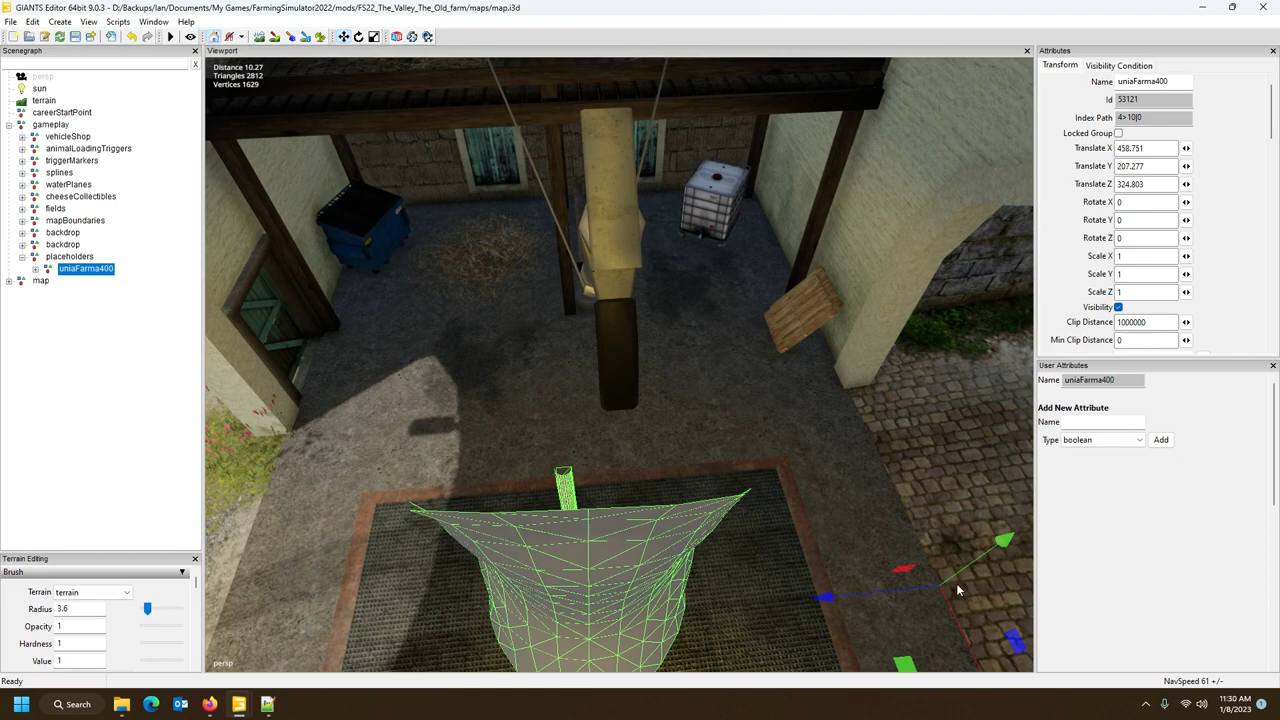 GIANTS Editor 64bit 9.0.3 - D:/Backups/Ian/Documents/My Games/FarmingSimulator2022/mods/FS22_The_Valley_The_Old_farm/maps/map.i3d
File Edit Create View Scripts Window Help
Scenegraph
X
persp
sun
terrain
careerStartPoint
gameplay
vehicleShop
animalLoadingTriggers
triggerMarkers
splines
waterPlanes
cheeseCollectibles
fields
mapBoundaries
backdrop
backdrop
placeholders
uniaFarma400
map
Terrain Editing
Brush
Terrain terrain
Radius 3.6
Opacity 1
Hardness 1
Value 1
Viewport
Distance 10.27
Triangles 2812
Vertices 1629
persp
Attributes
Transform Visibility Condition
Name uniaFarma400
Id 53121
Index Path 4>10|0
Locked Group
Translate X 458.751
Translate Y 207.277
Translate Z 324.803
Rotate X 0
Rotate Y 0
Rotate Z 0
Scale X 1
Scale Y 1
Scale Z 1
Visibility
Clip Distance 1000000
Min Clip Distance 0
User Attributes
Name uniaFarma400
Add New Attribute
Name
Type boolean Add
Ready
NavSpeed 61 +/-
Search
11:30 AM
1/8/2023
1